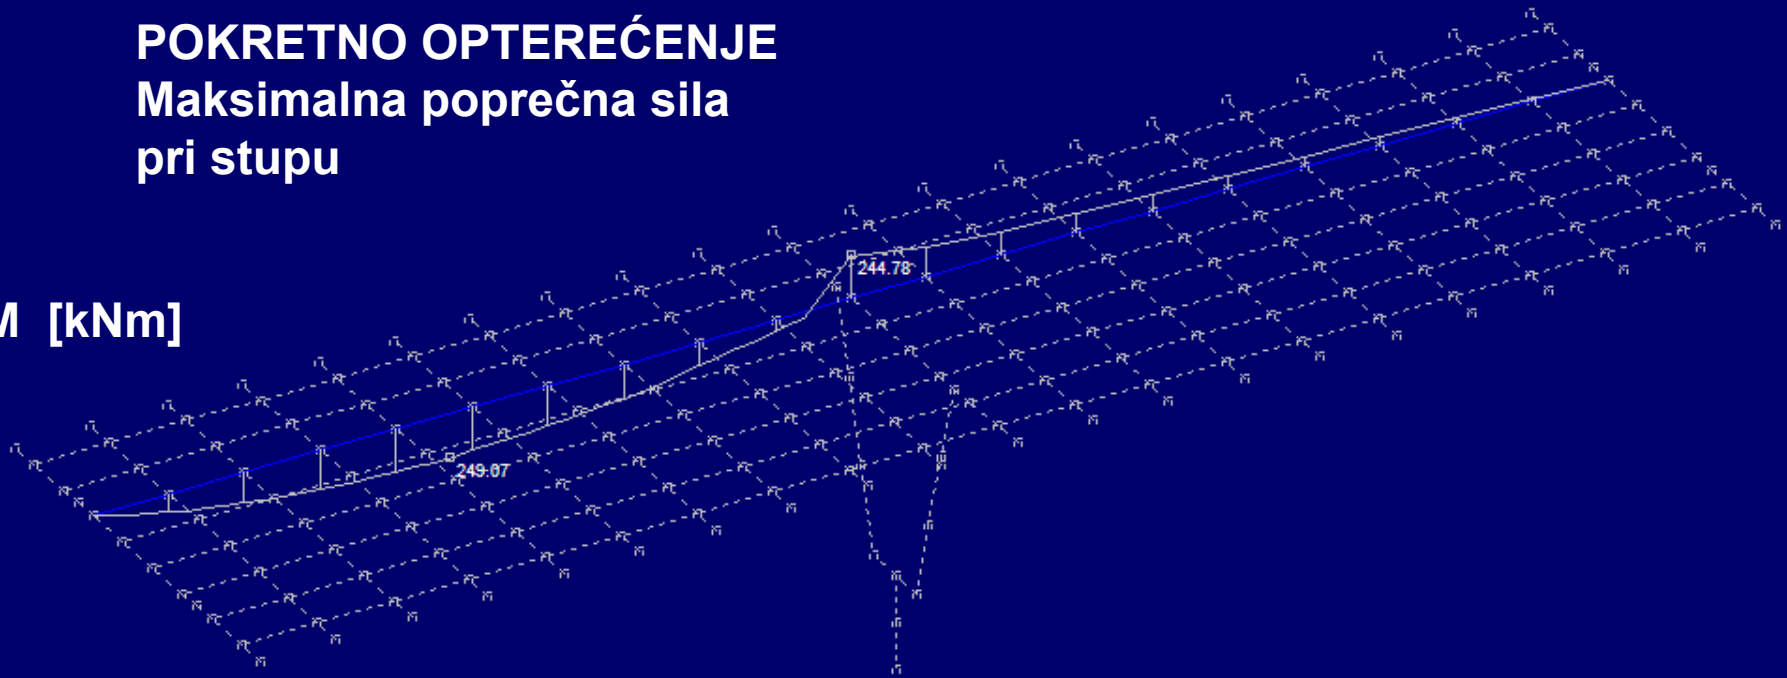 POKRETNO OPTEREĆENJE
Maksimalna poprečna sila
pri stupu
244.78
M [kNm]
249.07